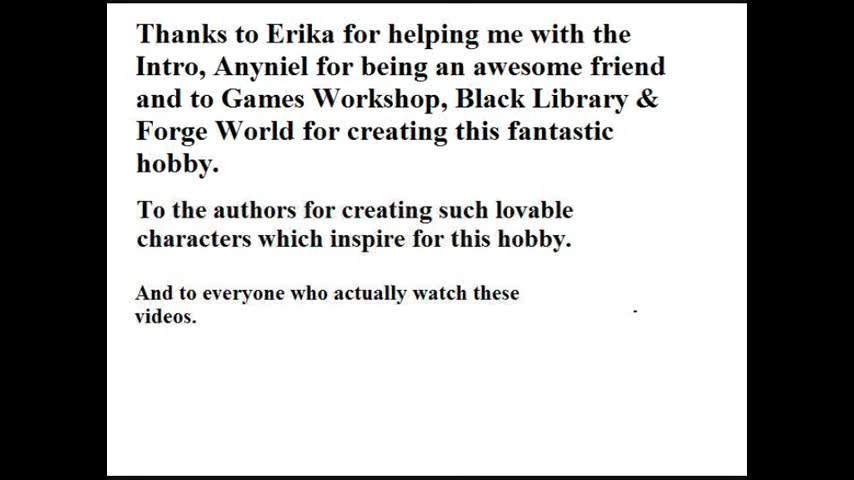 Thanks to Erika for helping me with the
Intro, Anyniel for being an awesome friend
and to Games Workshop, Black Library &
Forge World for creating this fantastic
hobby.
To the authors for creating such lovable
characters which inspire for this hobby.
And to everyone who actually watch these
videos.